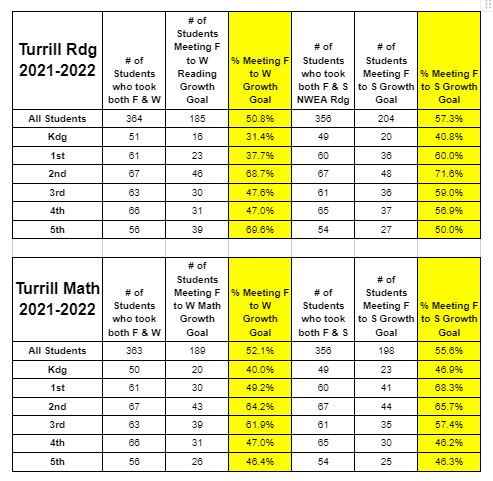 Turrill Rdg 2021-2022 | # of Students who took both F & W | # of Students Meeting F to W Reading Growth Goal | % Meeting F to W Growth Goal | # of Students who took both F & S NWEA Rdg | # of Students Meeting F to S Growth Goal | % Meeting F to S Growth Goal
All Students 364 185 50.8% 356 204 57.3%
Kdg 51 16 31.4% 49 20 40.8%
1st 61 23 37.7% 60 36 60.0%
2nd 67 46 68.7% 67 48 71.6%
3rd 63 30 47.6% 61 36 59.0%
4th 66 31 47.0% 65 37 56.9%
5th 56 39 69.6% 54 27 50.0%
Turrill Math 2021-2022 | # of Students who took both F & W | # of Students Meeting F to W Math Growth Goal | % Meeting F to W Growth Goal | # of Students who took both F & S | # of Students Meeting F to S Growth Goal | % Meeting F to S Growth Goal
All Students 363 189 52.1% 356 198 55.6%
Kdg 50 20 40.0% 49 23 46.9%
1st 61 30 49.2% 60 41 68.3%
2nd 67 43 64.2% 67 44 65.7%
3rd 63 39 61.9% 61 35 57.4%
4th 66 31 47.0% 65 30 46.2%
5th 56 26 46.4% 54 25 46.3%